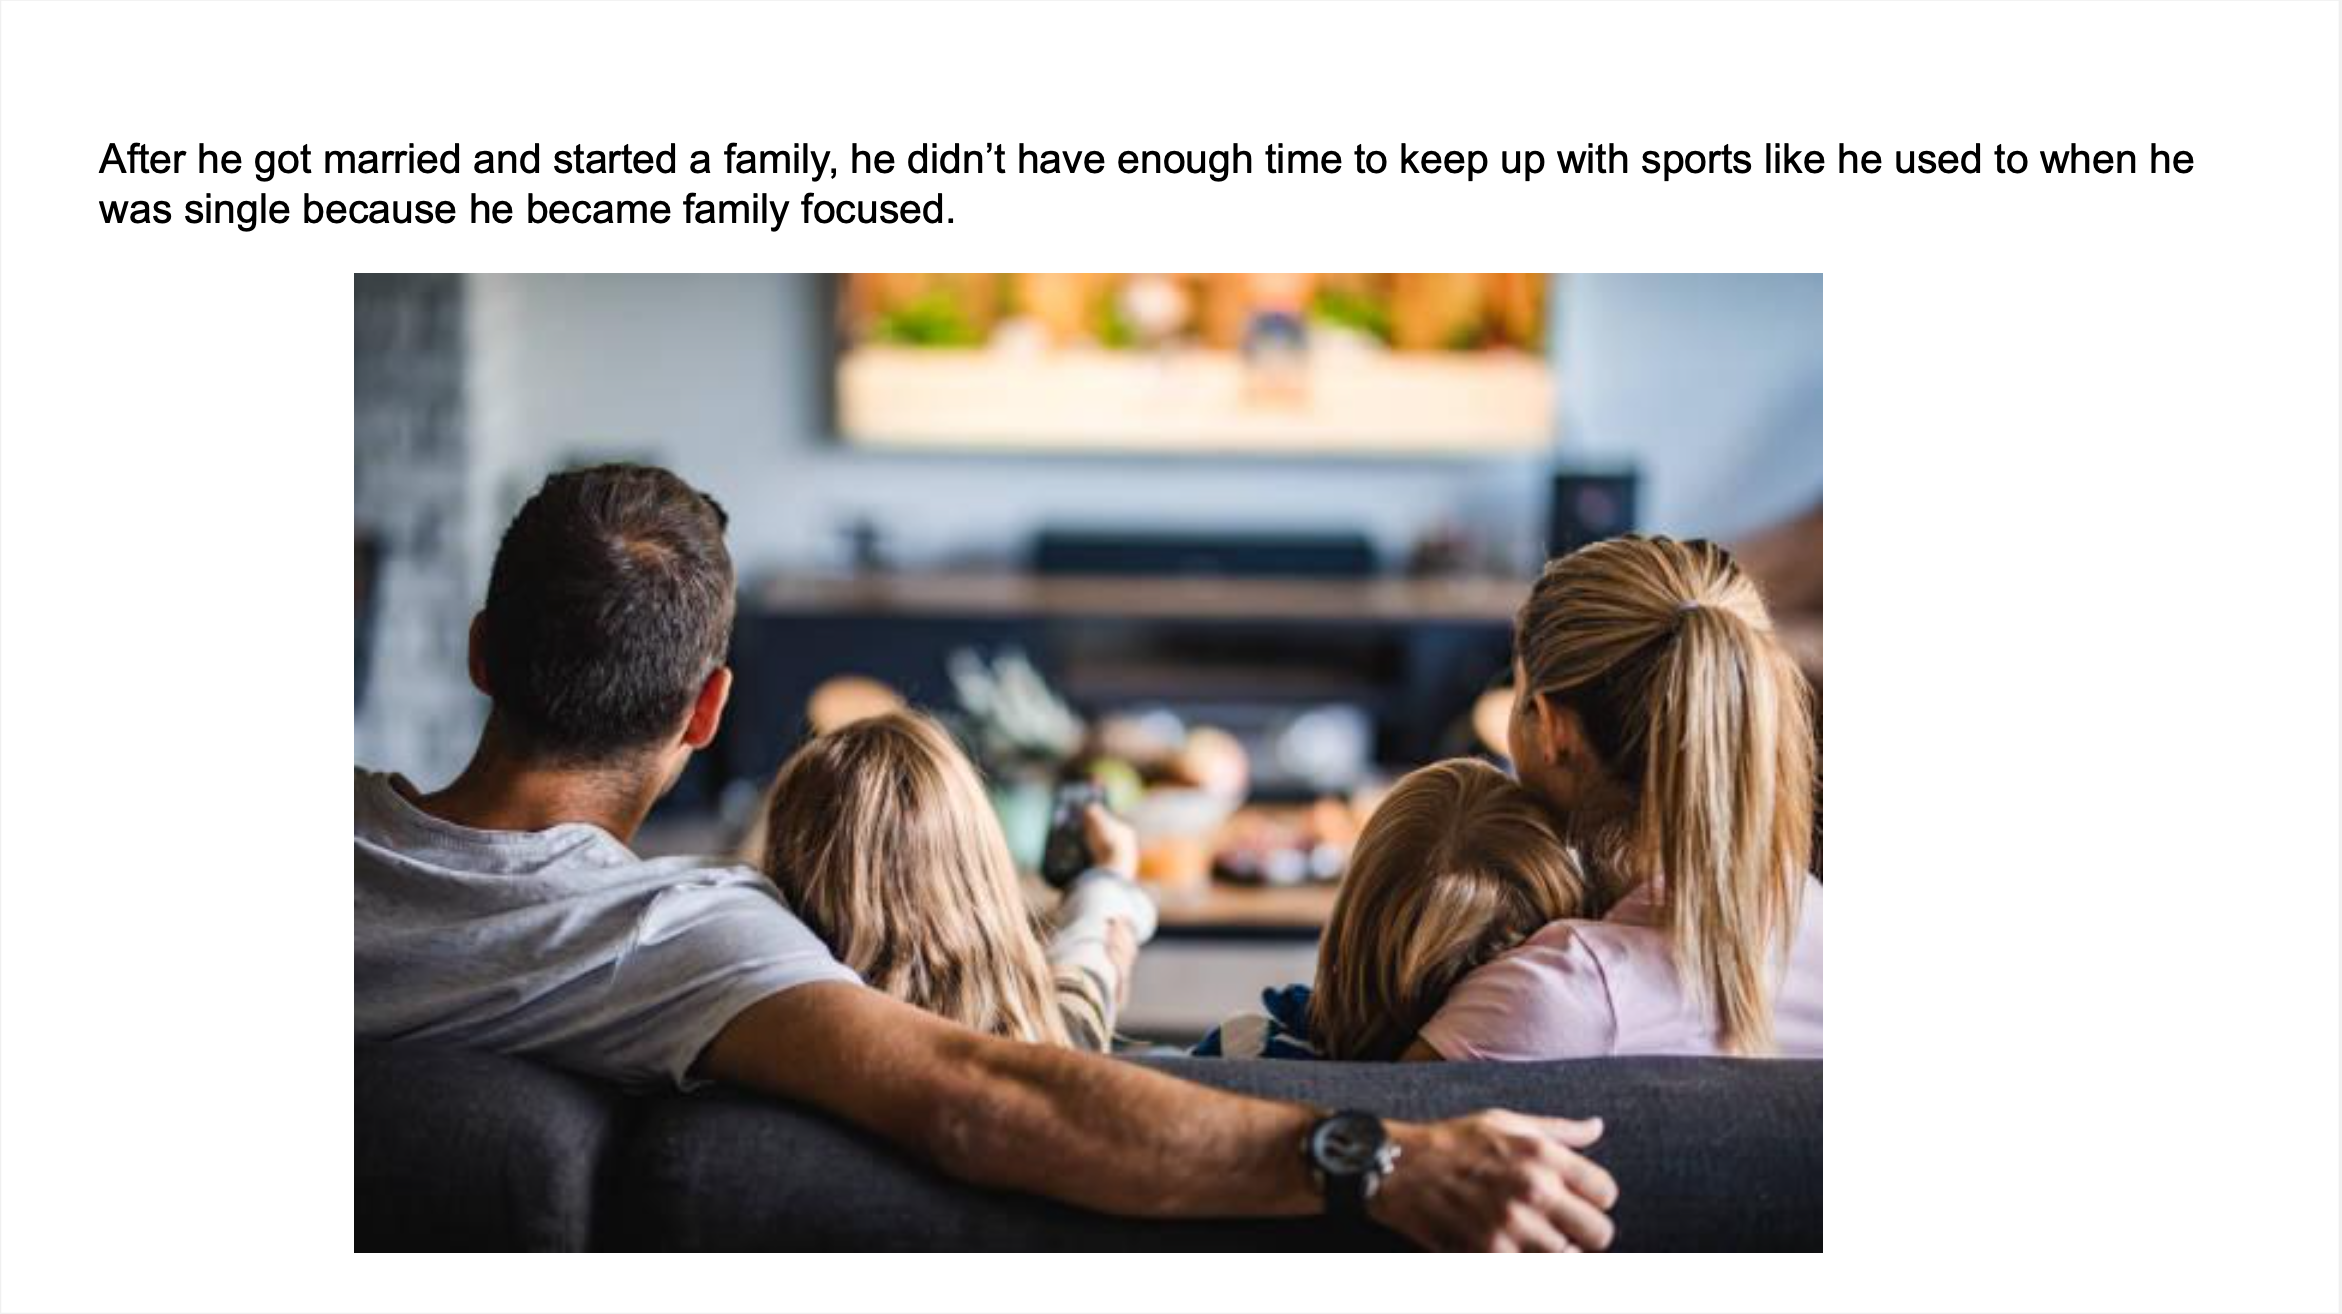 After he got married and started a family, he didn’t have enough time to keep up with sports like he used to when he
was single because he became family focused.